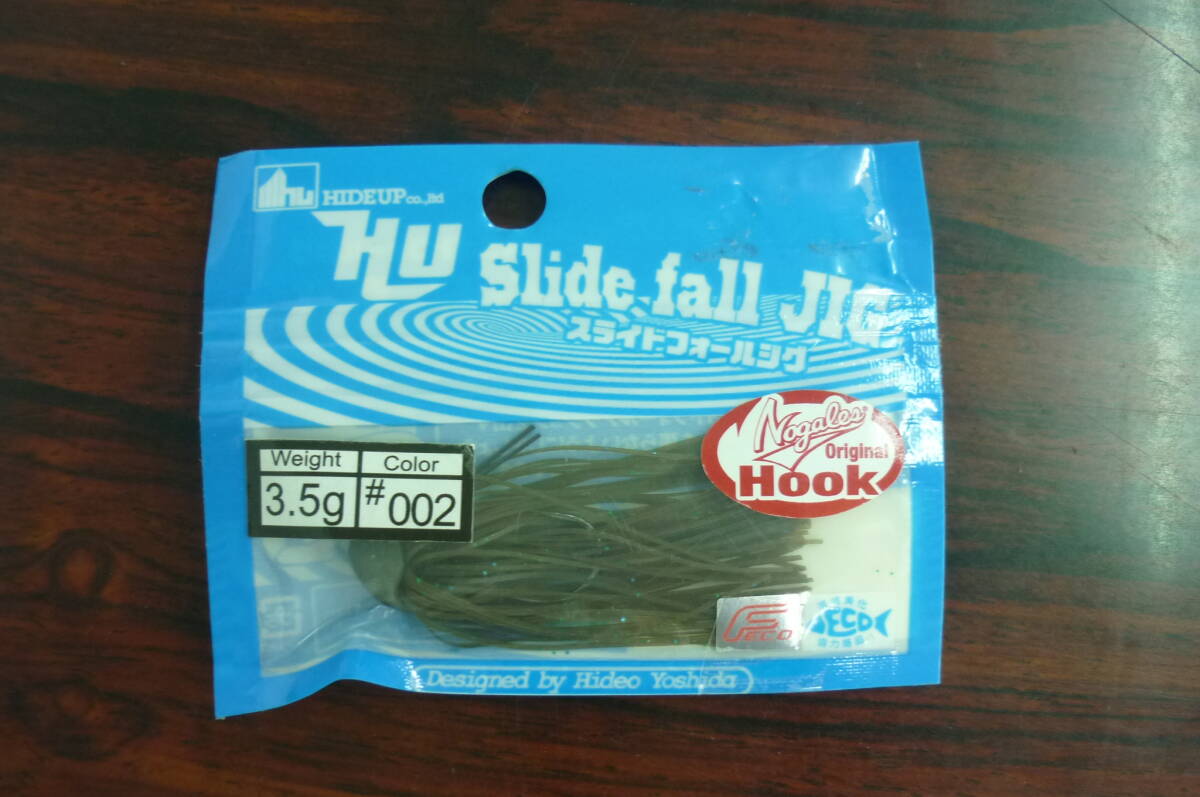 HIDEUP co.,ltd
HU
Slide fall JIG
スライドフォールジグ
Nogales
Original
Hook
Weight
Color
3.5g
#002
FECO
ECO
Designed by Hideo Yoshida